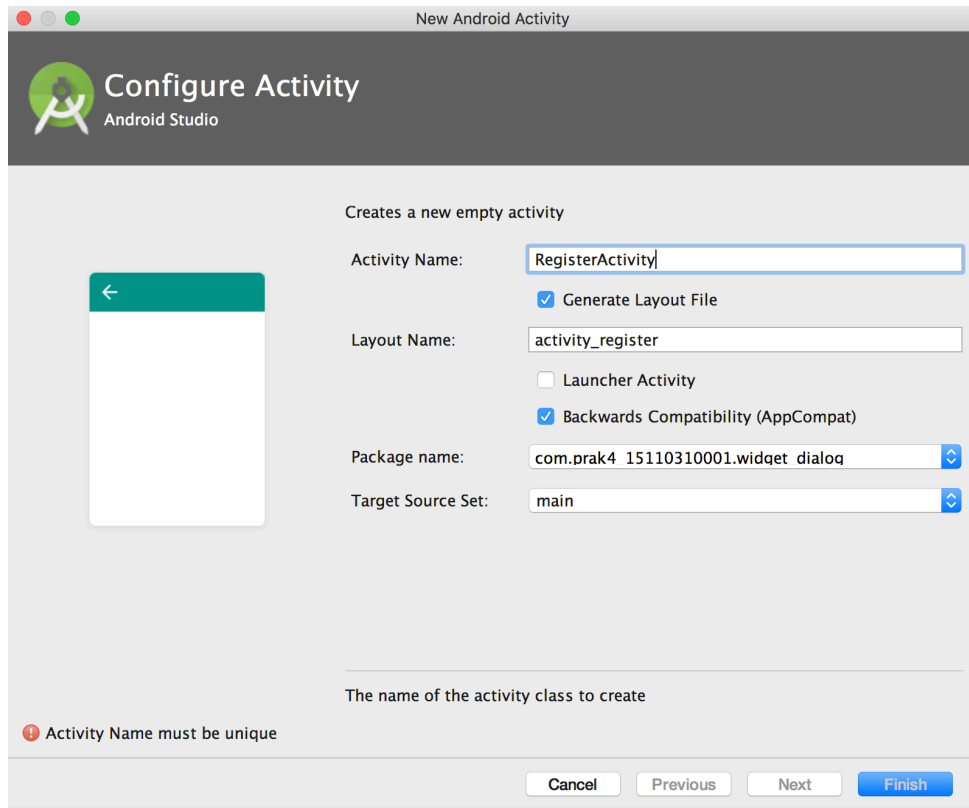 New Android Activity
Configure Activity
Android Studio
Creates a new empty activity
Activity Name: RegisterActivity
Generate Layout File
Layout Name: activity_register
Launcher Activity
Backwards Compatibility (AppCompat)
Package name: com.prak4_15110310001.widget_dialog
Target Source Set: main
The name of the activity class to create
Activity Name must be unique
Cancel Previous Next Finish